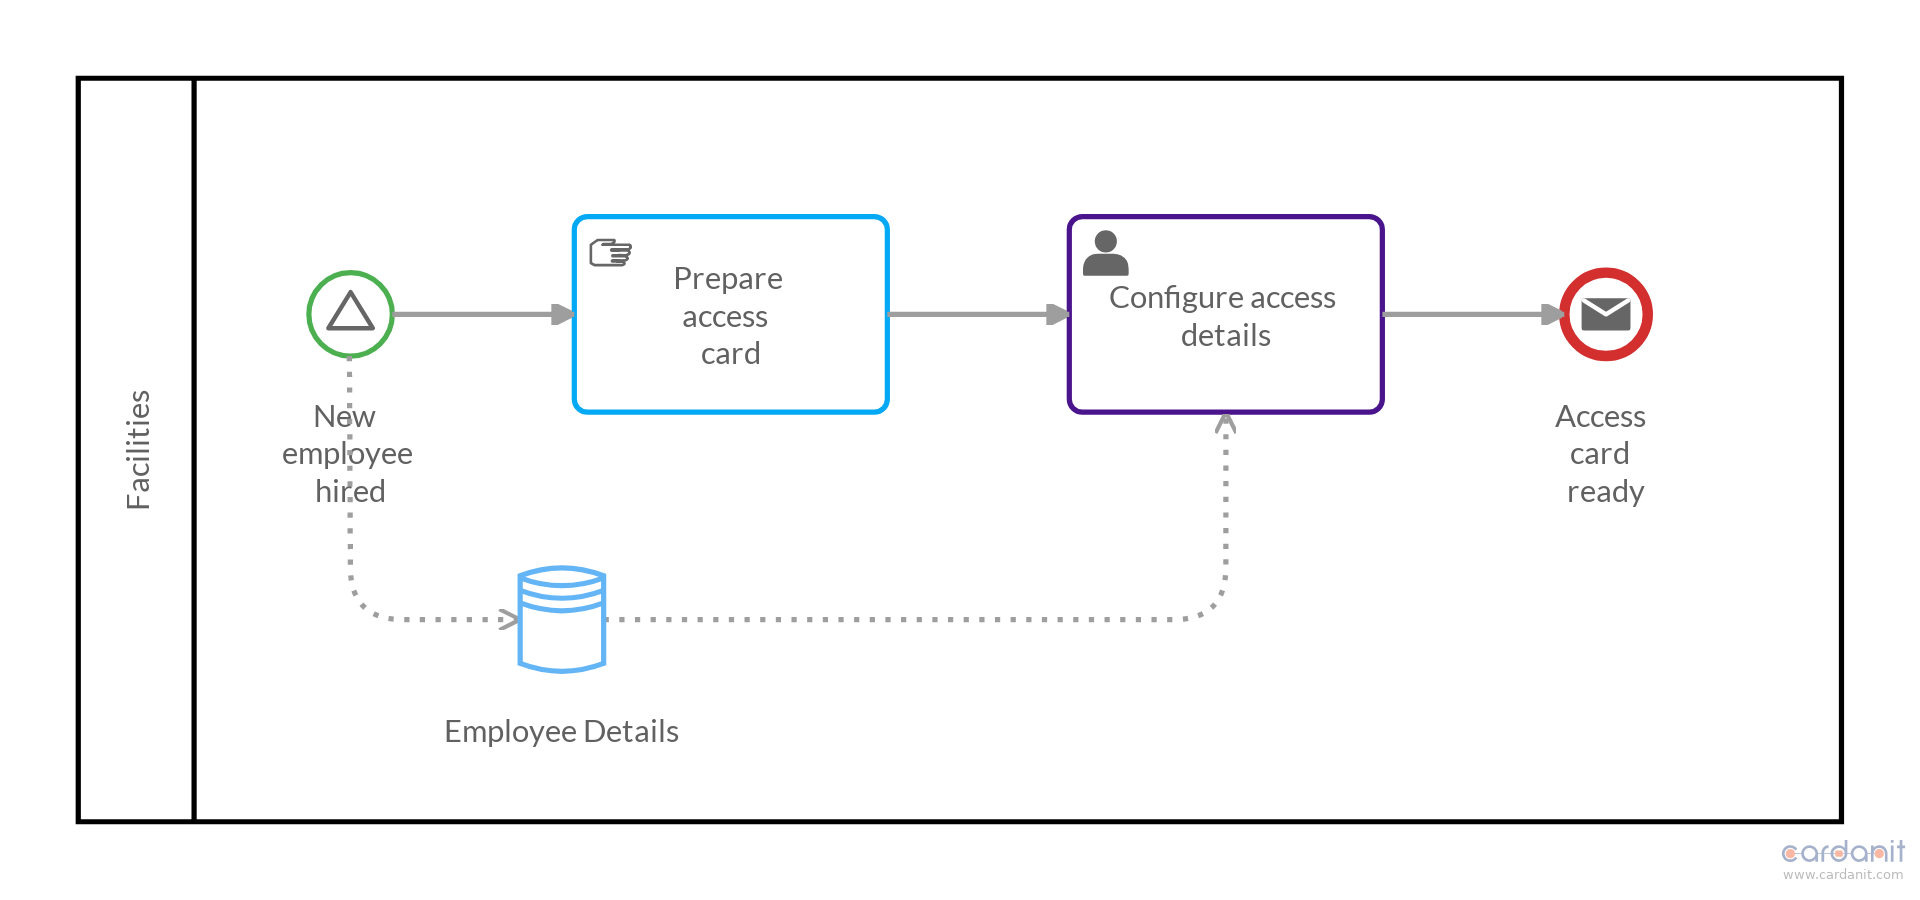 Facilities
New
employee
hired
Prepare
access
card
Configure access
details
Access
card
ready
Employee Details
cardanit
www.cardanit.com